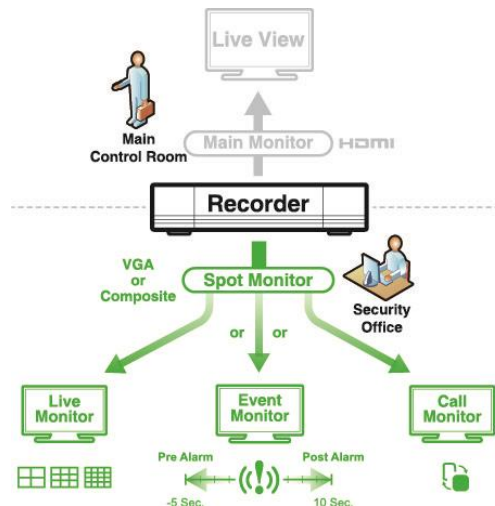 Live View
Main
Control Room
Main Monitor
HDMI
Recorder
VGA
or
Composite
Spot Monitor
Security
Office
or
or
Live
Monitor
Event
Monitor
Call
Monitor
Pre Alarm
Post Alarm
-5 Sec.
10 Sec.